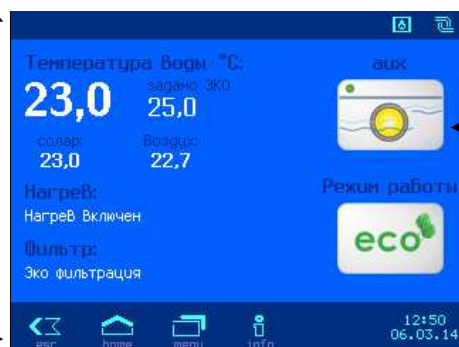 Температура Воды °C:
aux
задано ЭКО
23,0
25,0
солар:
Воздух:
23,0
22,7
Нагрев:
Режим работы
Нагрев Включен
eco
Фильтр:
Эко фильтрация
12:50
esc
home
menu
info
06.03.14